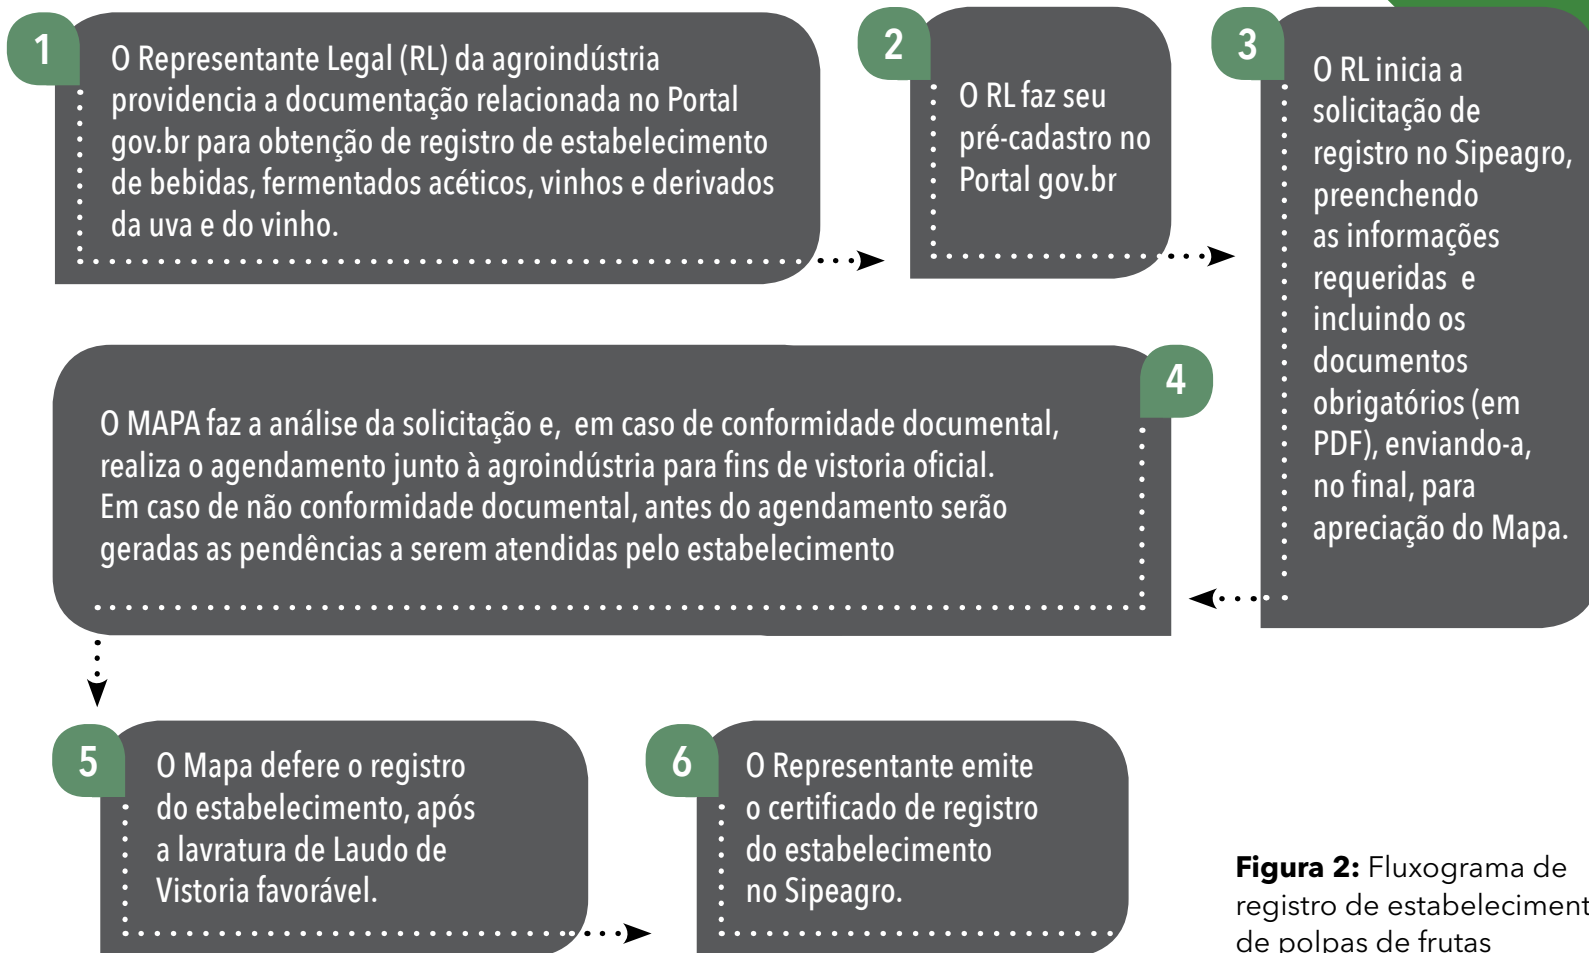 1
O Representante Legal (RL) da agroindústria
providencia a documentação relacionada no Portal
gov.br para obtenção de registro de estabelecimento
de bebidas, fermentados acéticos, vinhos e derivados
da uva e do vinho.
2
O RL faz seu
pré-cadastro no
Portal gov.br
3
O RL inicia a
solicitação de
registro no Sipeagro,
preenchendo
as informações
requeridas e
incluindo os
documentos
obrigatórios (em
PDF), enviando-a,
no final, para
apreciação do Mapa.
4
O MAPA faz a análise da solicitação e, em caso de conformidade documental,
realiza o agendamento junto à agroindústria para fins de vistoria oficial.
Em caso de não conformidade documental, antes do agendamento serão
geradas as pendências a serem atendidas pelo estabelecimento
5
O Mapa defere o registro
do estabelecimento, após
a lavratura de Laudo de
Vistoria favorável.
6
O Representante emite
o certificado de registro
do estabelecimento
no Sipeagro.
Figura 2: Fluxograma de
registro de estabeleciment
de polpas de frutas